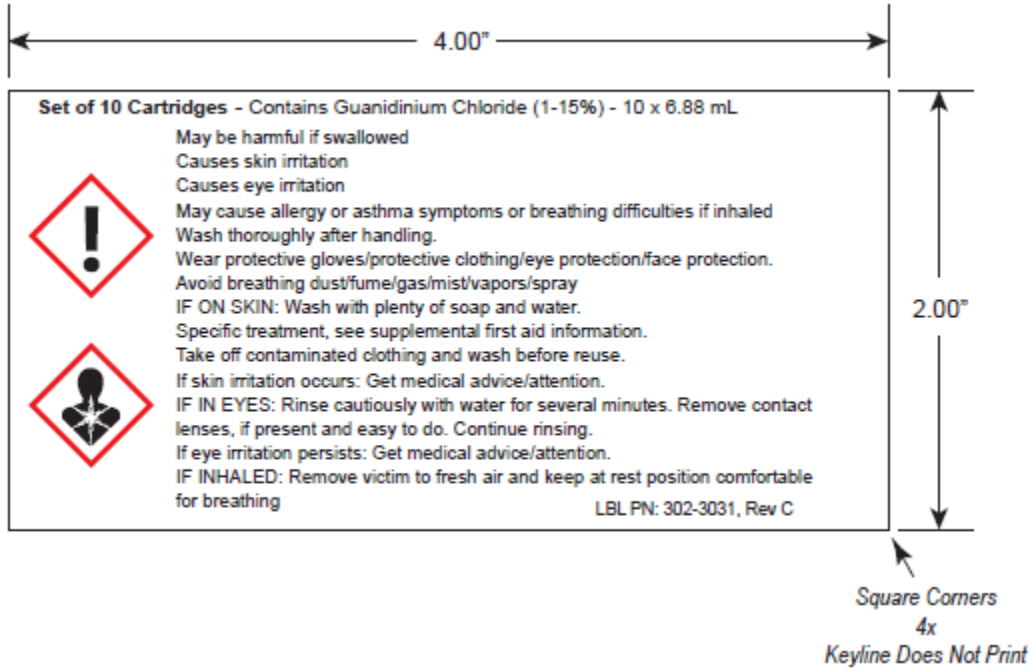 4.00”
Set of 10 Cartridges - Contains Guanidinium Chloride (1-15%) - 10 x 6.88 mL
May be harmful if swallowed
Causes skin irritation
Causes eye irritation
May cause allergy or asthma symptoms or breathing difficulties if inhaled
Wash thoroughly after handling.
Wear protective gloves/protective clothing/eye protection/face protection.
Avoid breathing dust/fume/gas/mist/vapors/spray
IF ON SKIN: Wash with plenty of soap and water.
Specific treatment, see supplemental first aid information.
Take off contaminated clothing and wash before reuse.
If skin irritation occurs: Get medical advice/attention.
IF IN EYES: Rinse cautiously with water for several minutes. Remove contact
lenses, if present and easy to do. Continue rinsing.
If eye irritation persists: Get medical advice/attention.
IF INHALED: Remove victim to fresh air and keep at rest position comfortable
for breathing
LBL PN: 302-3031, Rev C
2.00”
Square Corners
4x
Keyline Does Not Print